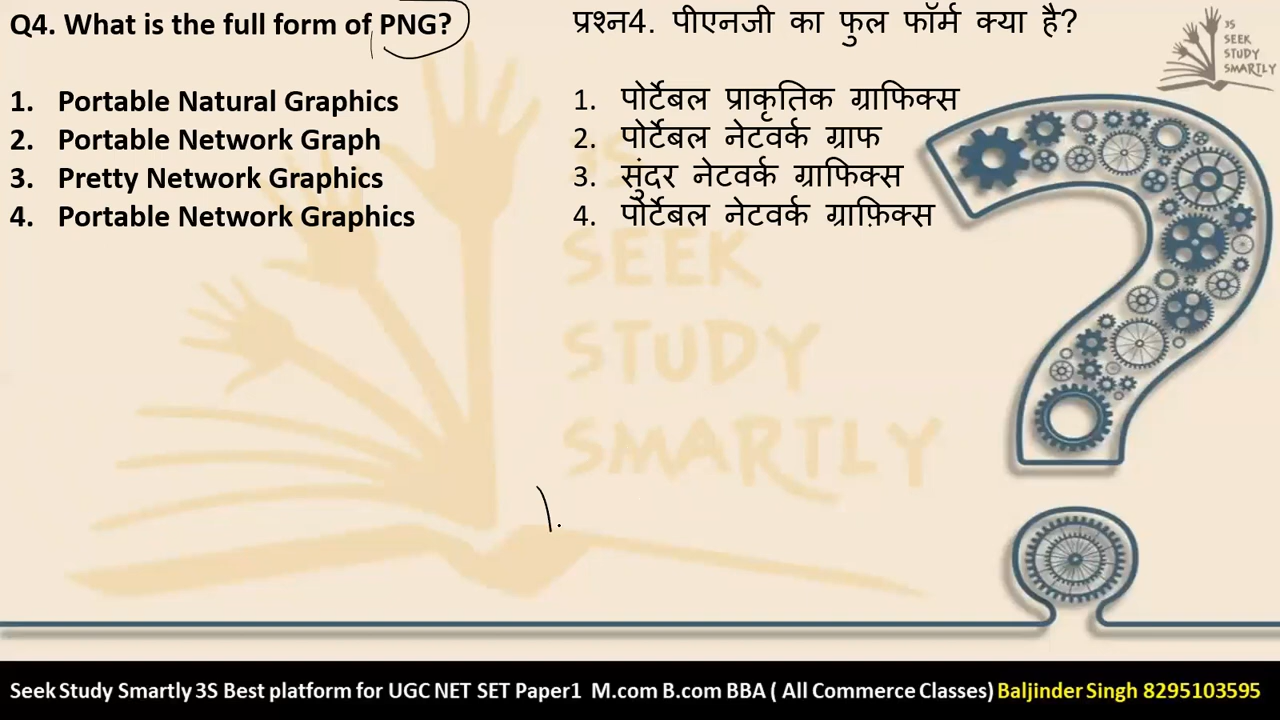 Q4. What is the full form of PNG?
1. Portable Natural Graphics
2. Portable Network Graph
3. Pretty Network Graphics
4. Portable Network Graphics
प्रश्न4. पीएनजी का फुल फॉर्म क्या है?
1. पोर्टेबल प्राकृतिक ग्राफिक्स
2. पोर्टेबल नेटवर्क ग्राफ
3. सुंदर नेटवर्क ग्राफिक्स
4. पोर्टेबल नेटवर्क ग्राफ़िक्स
3S
SEEK
STUDY
SMARTLY
3S
SEEK
STUDY
SMARTLY
Seek Study Smartly 3S Best platform for UGC NET SET Paper1 M.com B.com BBA ( All Commerce Classes) Baljinder Singh 8295103595